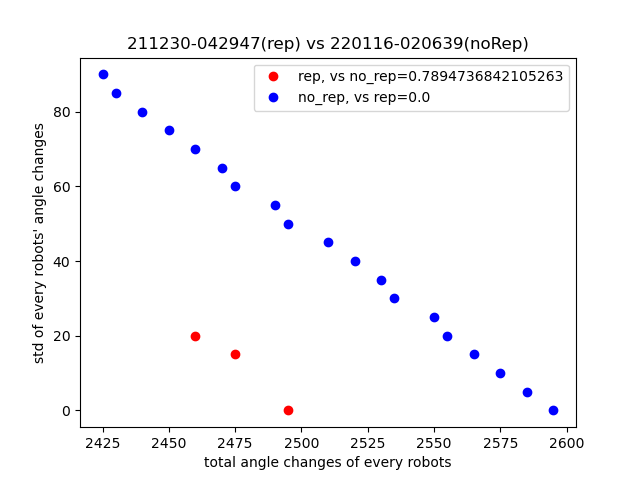 211230-042947(rep) vs 220116-020639(noRep)
rep, vs no_rep=0.7894736842105263
no_rep, vs rep=0.0
std of every robots' angle changes
80
60
40
20
0
2425 2450 2475 2500 2525 2550 2575 2600
total angle changes of every robots